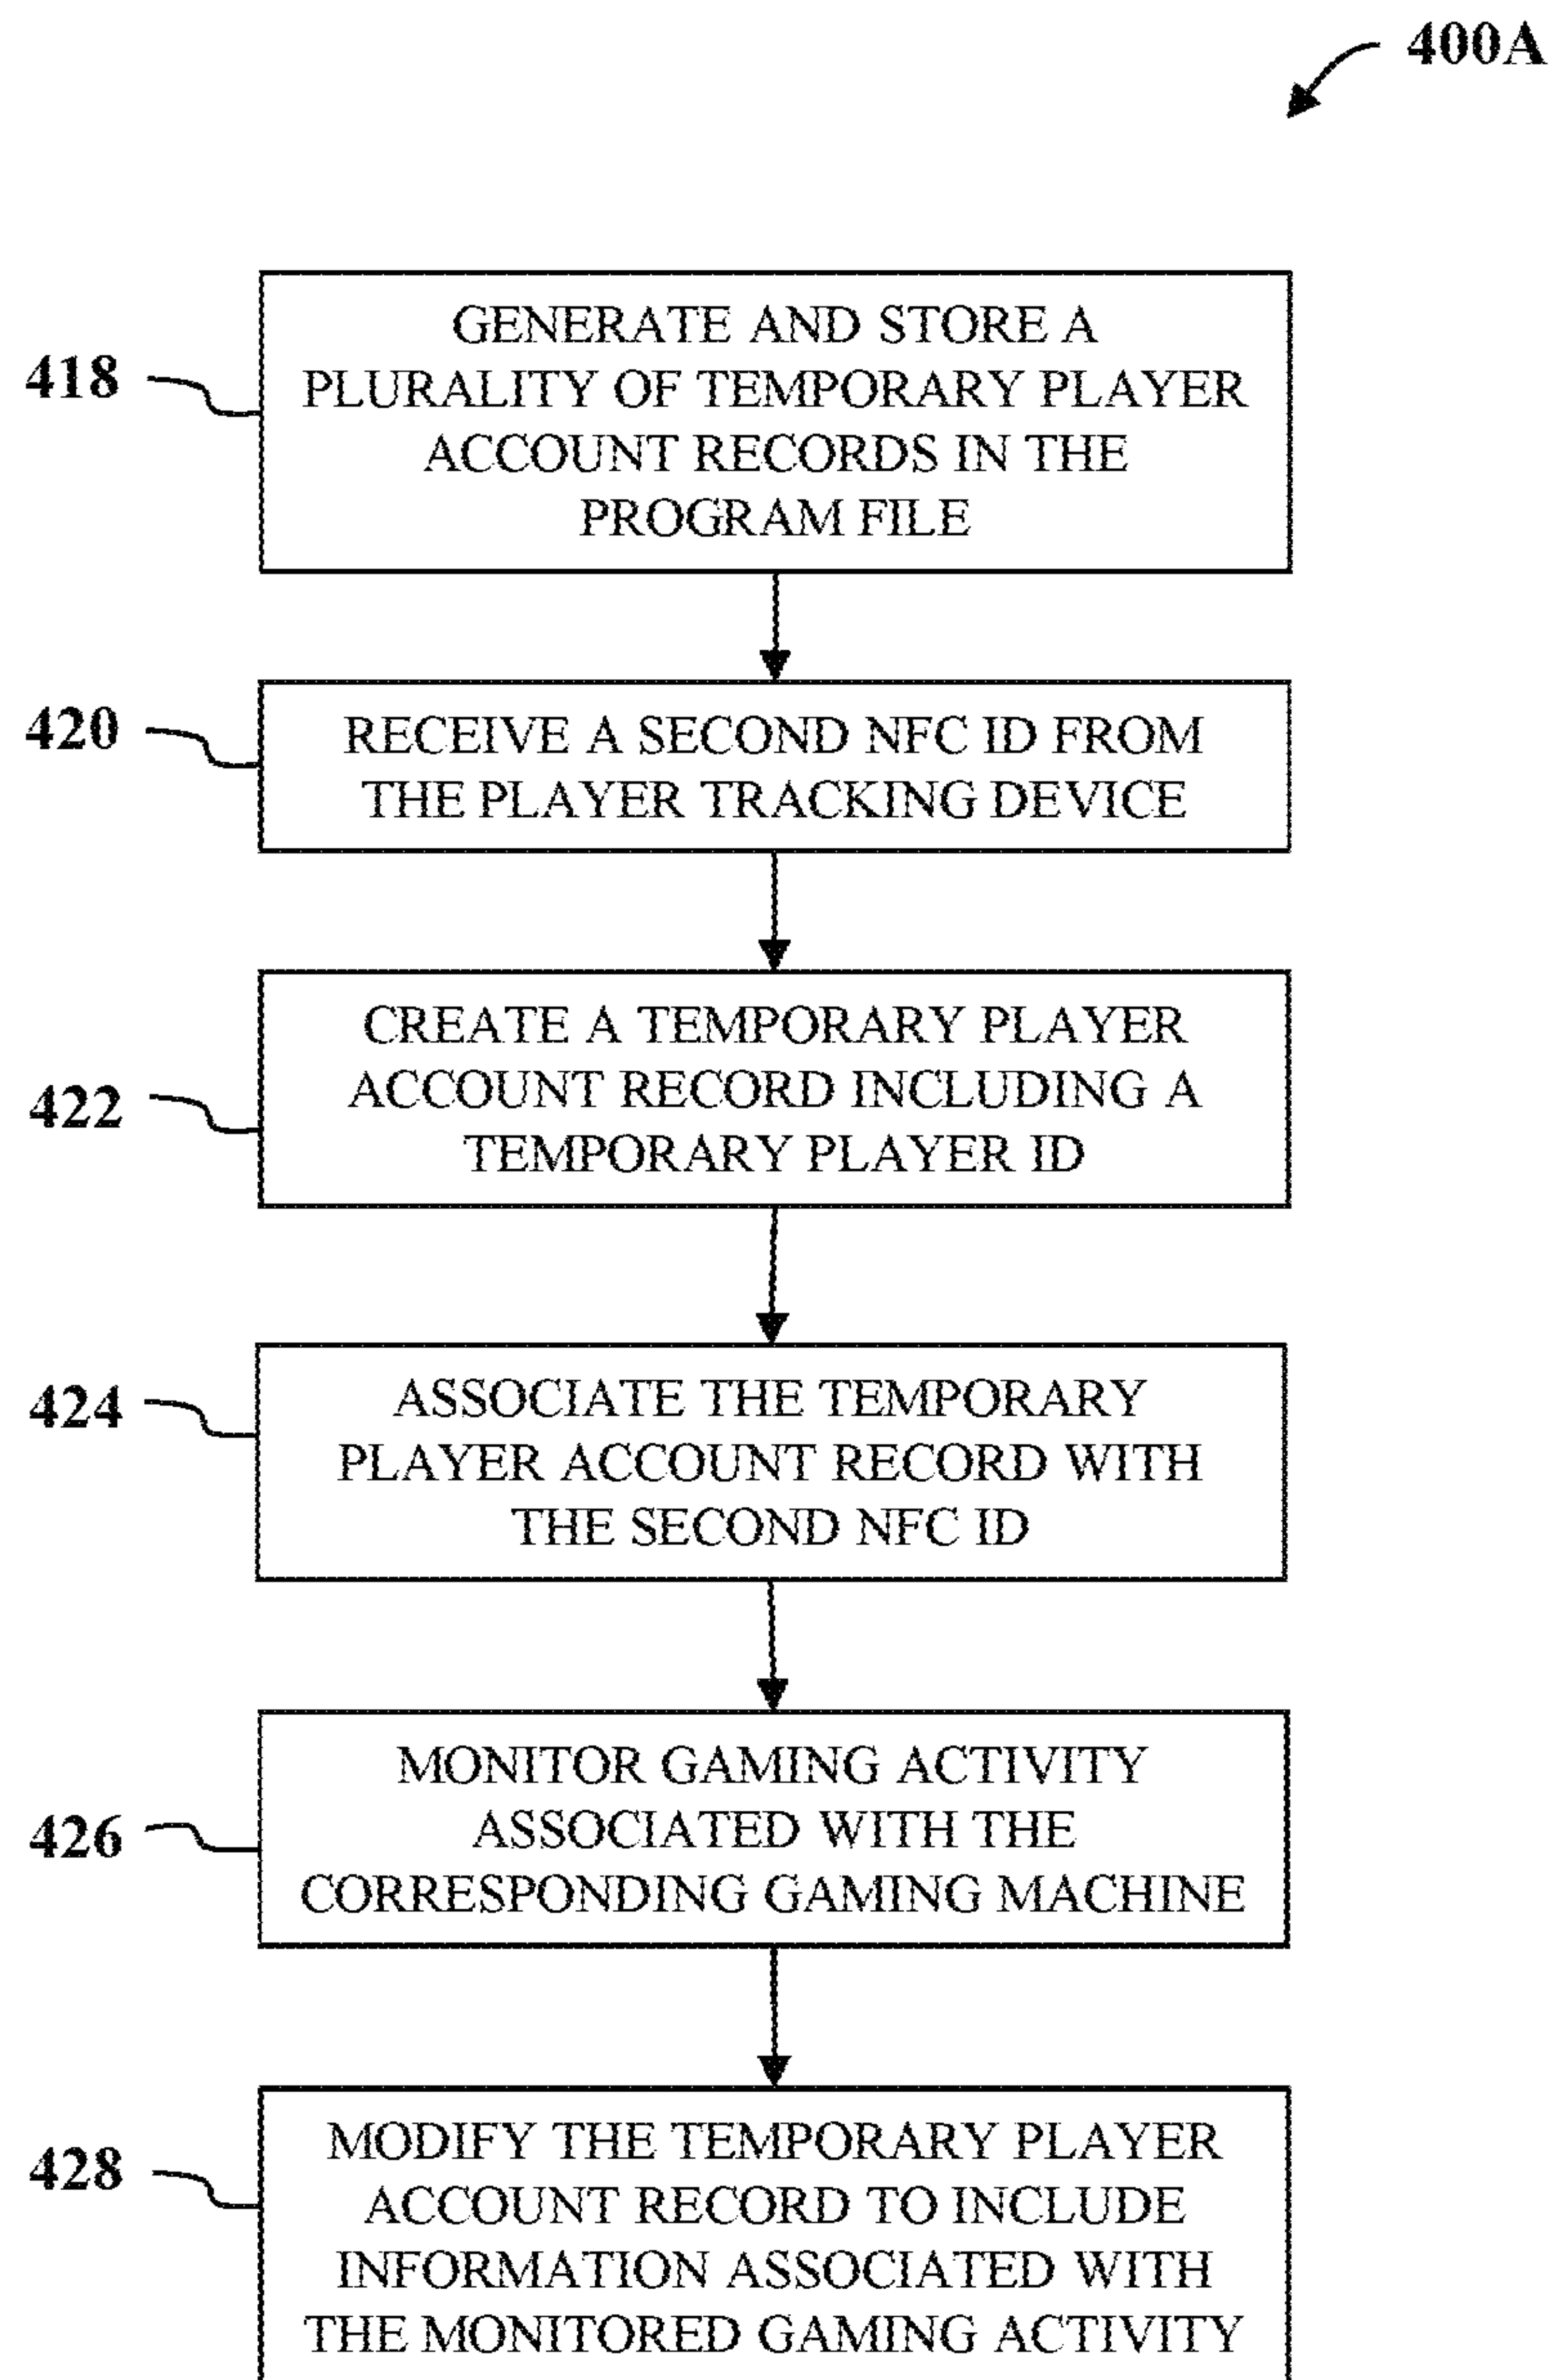 400A
GENERATE AND STORE A
418
PLURALITY OF TEMPORARY PLAYER
ACCOUNT RECORDS IN THE
PROGRAM FILE
420
RECEIVE A SECOND NFC ID FROM
THE PLAYER TRACKING DEVICE
CREATE A TEMPORARY PLAYER
422
ACCOUNT RECORD INCLUDING A
TEMPORARY PLAYER ID
424
ASSOCIATE THE TEMPORARY
PLAYER ACCOUNT RECORD WITH
THE SECOND NFC ID
MONITOR GAMING ACTIVITY
426
ASSOCIATED WITH THE
CORRESPONDING GAMING MACHINE
428
MODIFY THE TEMPORARY PLAYER
ACCOUNT RECORD TO INCLUDE
INFORMATION ASSOCIATED WITH
THE MONITORED GAMING ACTIVITY